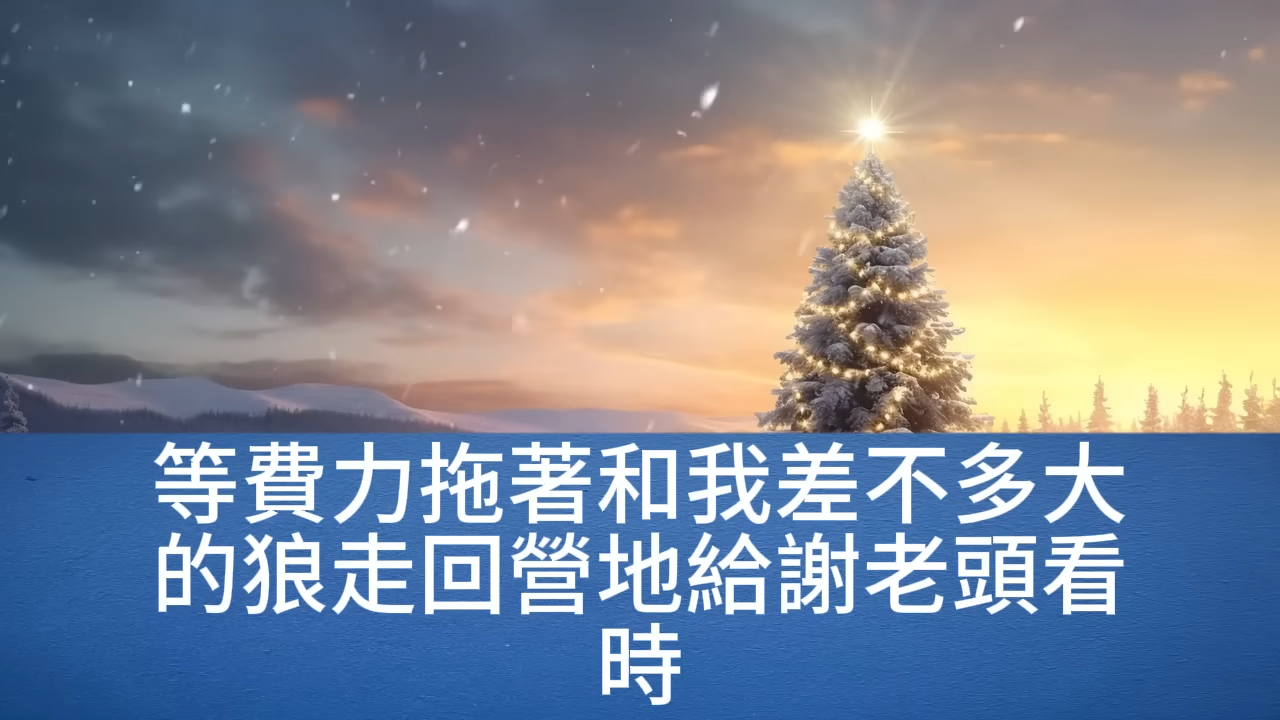 等費力拖著和我差不多大
的狼走回營地給謝老頭看
時